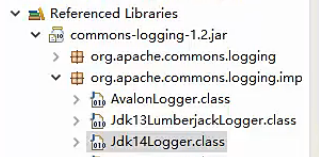 Referenced Libraries
commons-logging-1.2.jar
org.apache.commons.logging
org.apache.commons.logging.imp
AvalonLogger.class
Jdk13LumberjackLogger.class
Jdk14Logger.class